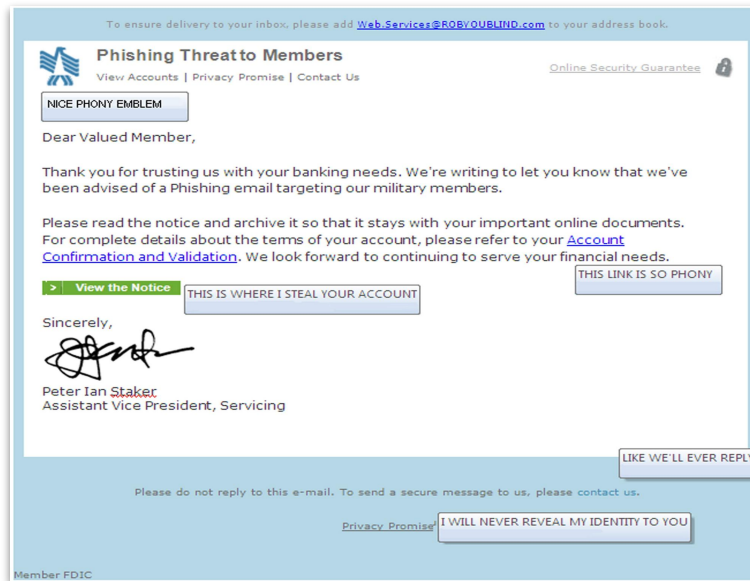 To ensure delivery to your inbox, please add Web.Services@ROBYOUBLIND.com to your address book.
Phishing Threat to Members
View Accounts | Privacy Promise | Contact Us
Online Security Guarantee
NICE PHONY EMBLEM
Dear Valued Member,
Thank you for trusting us with your banking needs. We're writing to let you know that we've
been advised of a Phishing email targeting our military members.
Please read the notice and archive it so that it stays with your important online documents.
For complete details about the terms of your account, please refer to your Account
Confirmation and Validation. We look forward to continuing to serve your financial needs.
THIS LINK IS SO PHONY
> View the Notice
THIS IS WHERE I STEAL YOUR ACCOUNT
Sincerely,
Peter Ian Staker
Assistant Vice President, Servicing
LIKE WE'LL EVER REPLY
Please do not reply to this e-mail. To send a secure message to us, please contact us.
Privacy Promise
I WILL NEVER REVEAL MY IDENTITY TO YOU
Member FDIC